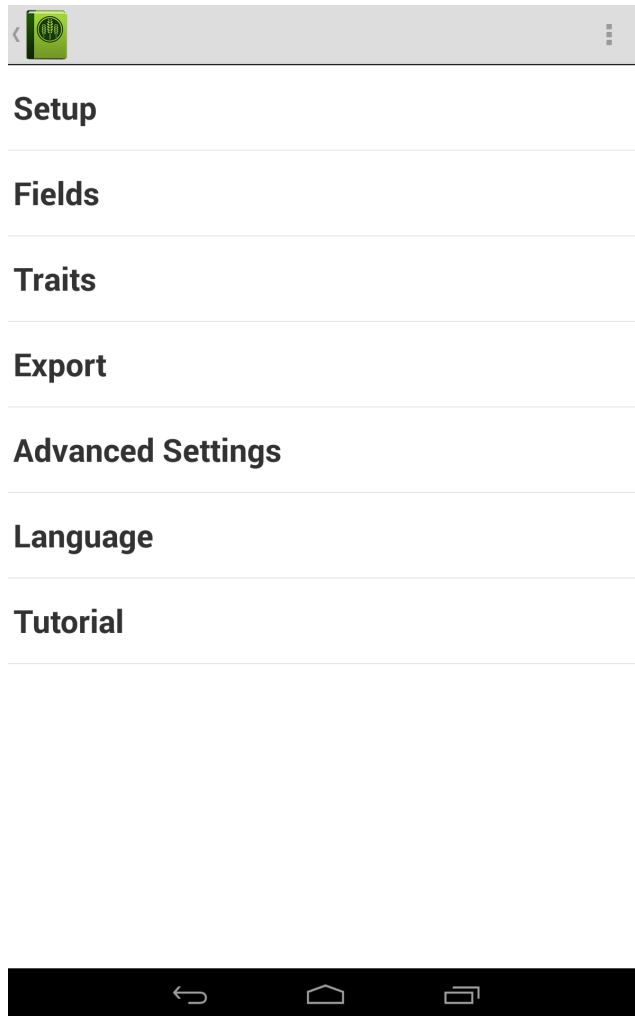 Setup
Fields
Traits
Export
Advanced Settings
Language
Tutorial